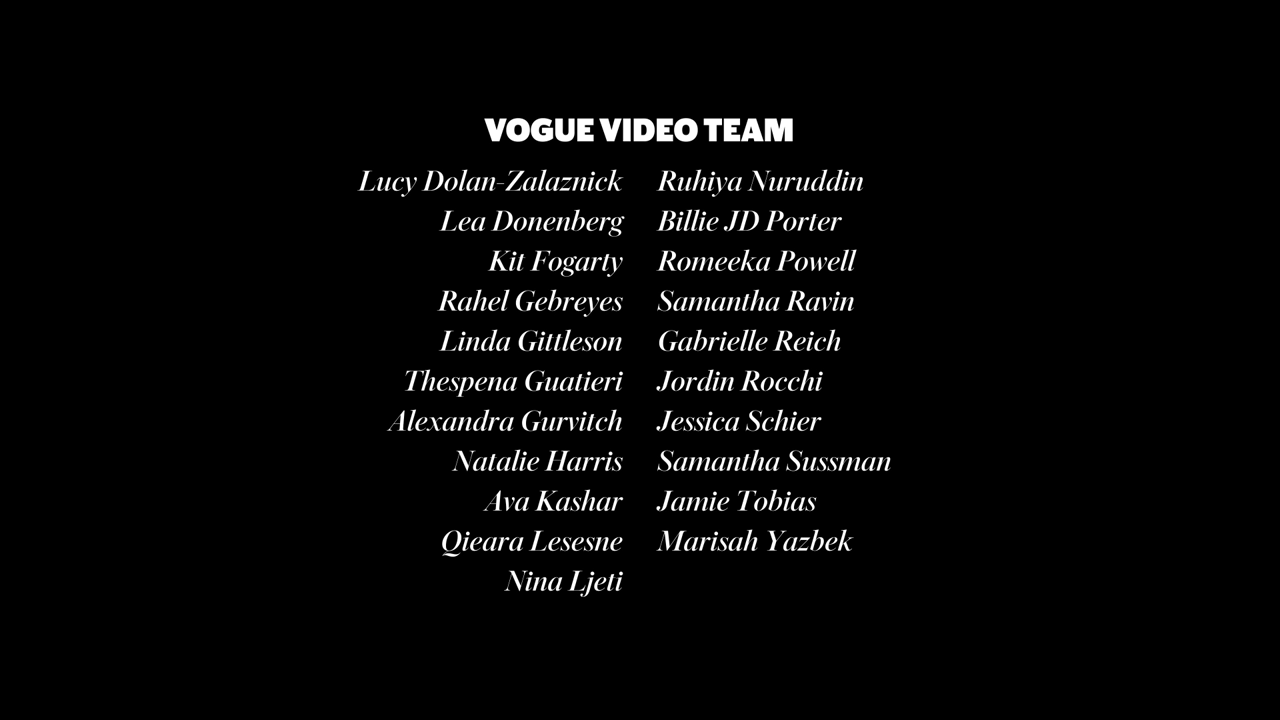 VOGUE VIDEO TEAM
Lucy Dolan-Zalaznick
Lea Donenberg
Kit Fogarty
Rahel Gebreyes
Linda Gittleson
Thespena Guatieri
Alexandra Gurvitch
Natalie Harris
Ava Kashar
Qieara Lesesne
Nina Ljeti
Ruhiya Nuruddin
Billie JD Porter
Romeeka Powell
Samantha Ravin
Gabrielle Reich
Jordin Rocchi
Jessica Schier
Samantha Sussman
Jamie Tobias
Marisah Yazbek